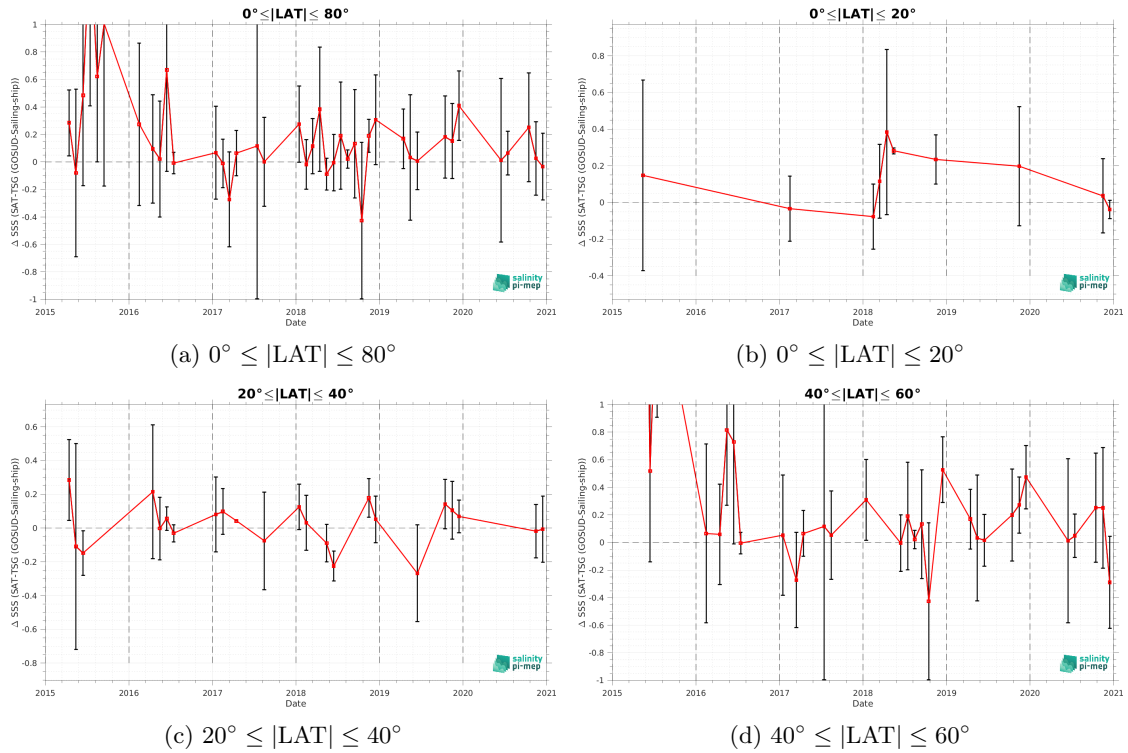 0°≤|LAT|≤ 80°
Δ SSS (SAT-TSG (GOSUD-Sailing-ship))
1
0.8
0.6
0.4
0.2
0
-0.2
-0.4
-0.6
-0.8
-1
2015 2016 2017 2018 2019 2020 2021
Date
salinity
pi-mep
(a) 0° ≤ |LAT| ≤ 80°
0°≤|LAT|≤ 20°
Δ SSS (SAT-TSG (GOSUD-Sailing-ship))
0.8
0.6
0.4
0.2
0
-0.2
-0.4
2015 2016 2017 2018 2019 2020 2021
Date
salinity
pi-mep
(b) 0° ≤ |LAT| ≤ 20°
20°≤|LAT|≤ 40°
Δ SSS (SAT-TSG (GOSUD-Sailing-ship))
0.6
0.4
0.2
0
-0.2
-0.4
-0.6
-0.8
2015 2016 2017 2018 2019 2020 2021
Date
salinity
pi-mep
(c) 20° ≤ |LAT| ≤ 40°
40°≤|LAT|≤ 60°
Δ SSS (SAT-TSG (GOSUD-Sailing-ship))
1
0.8
0.6
0.4
0.2
0
-0.2
-0.4
-0.6
-0.8
-1
2015 2016 2017 2018 2019 2020 2021
Date
salinity
pi-mep
(d) 40° ≤ |LAT| ≤ 60°